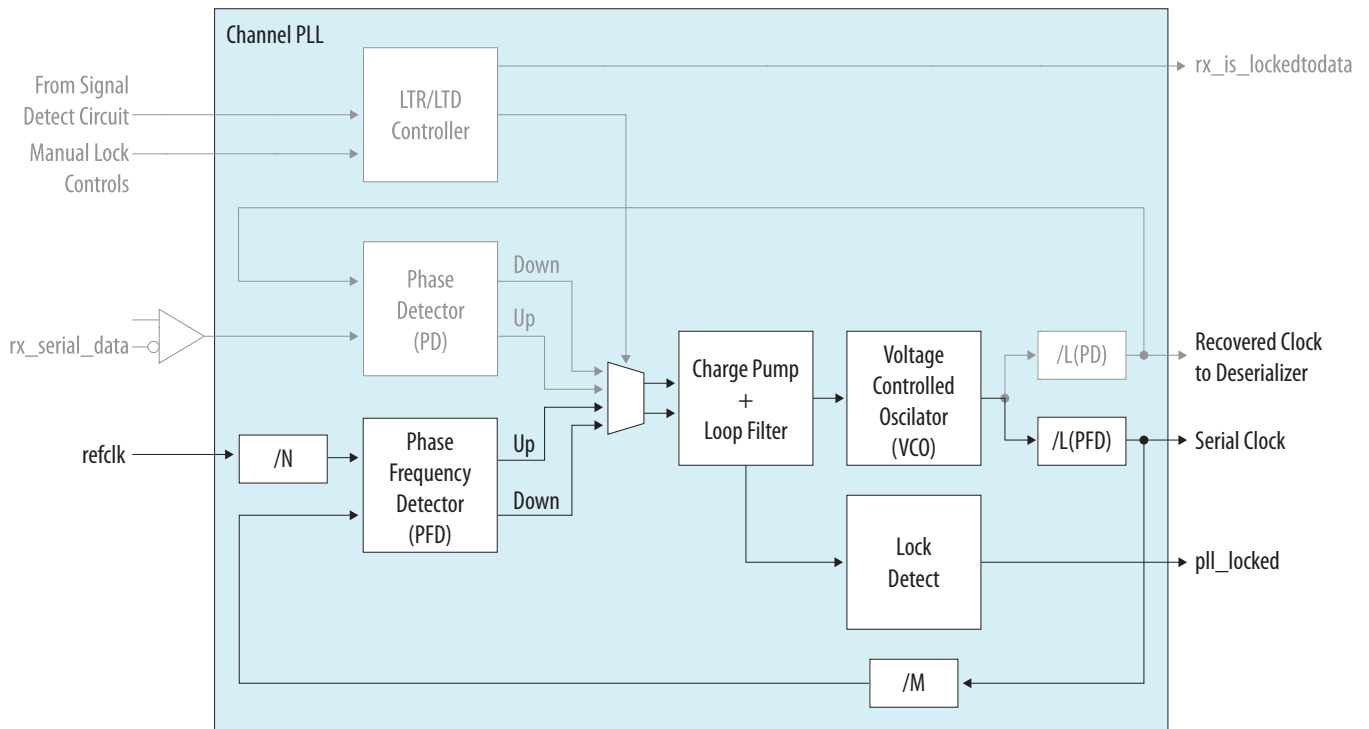 Channel PLL
From Signal
Detect Circuit
Manual Lock
Controls
LTR/LTD
Controller
rx_is_lockedtodata
Phase
Detector
(PD)
Down
Up
rx_serial_data
Charge Pump
+
Loop Filter
Voltage
Controlled
Oscilator
(VCO)
/L(PD)
Recovered Clock
to Deserializer
refclk
/N
Phase
Frequency
Detector
(PFD)
Up
Down
/L(PFD)
Serial Clock
Lock
Detect
pll_locked
/M